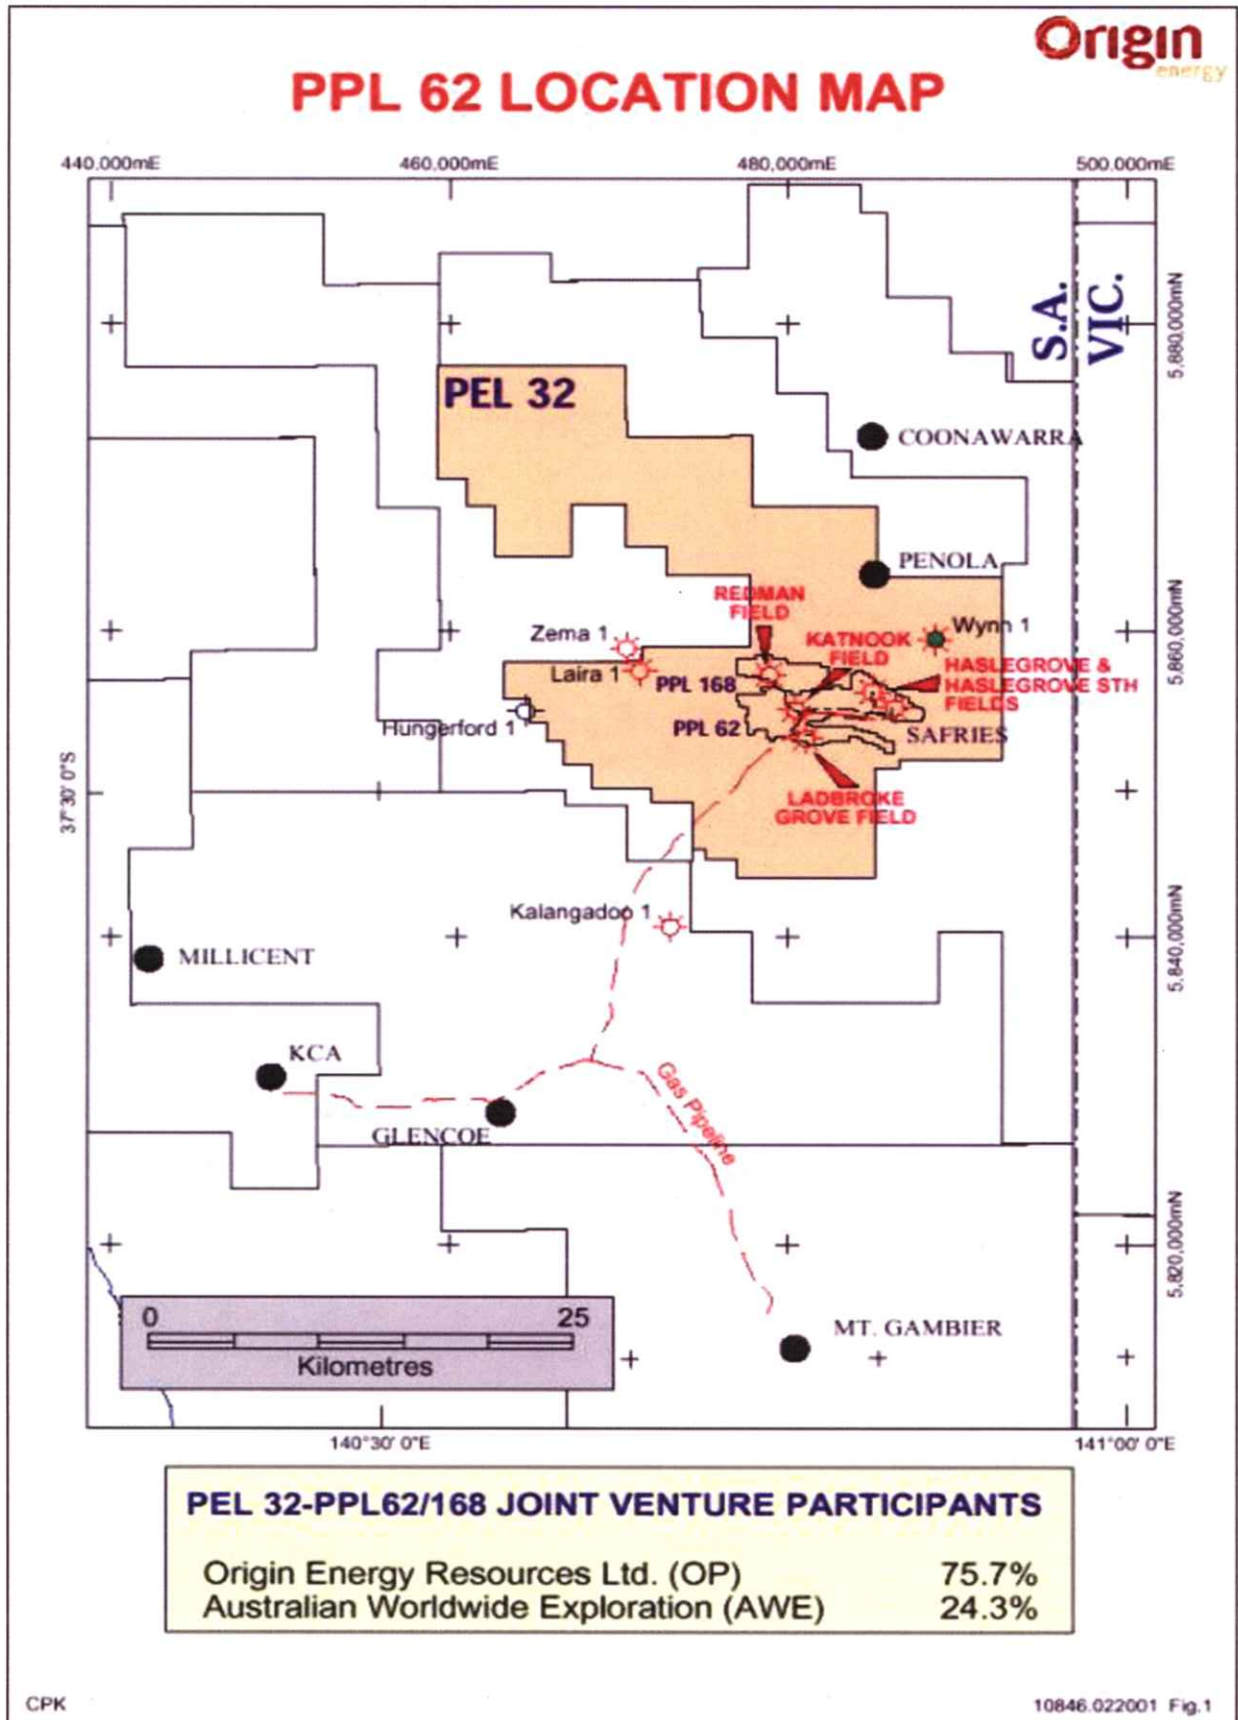 Origin
energy
PPL 62 LOCATION MAP
440,000mE
460,000mE
480,000mE
500,000mE
S.A.
VIC.
5,880,000mN
PEL 32
COONAWARRA
PENOLA
REDMAN
FIELD
Zema 1
KATNOOK
FIELD
Wynn 1
5,860,000mN
Laira 1
PPL 168
HASLEGROVE &
HASLEGROVE STH
FIELDS
Hungerford 1
PPL 62
SAFRIES
37°30' 0"S
LADBROKE
GROVE FIELD
Kalangadoo 1
5,840,000mN
MILLICENT
KCA
Gas Pipeline
GLENCOE
5,820,000mN
0
25
Kilometres
MT. GAMBIER
140°30' 0"E
141°00' 0"E
PEL 32-PPL62/168 JOINT VENTURE PARTICIPANTS
Origin Energy Resources Ltd. (OP) 75.7%
Australian Worldwide Exploration (AWE) 24.3%
CPK
10846.022001 Fig.1